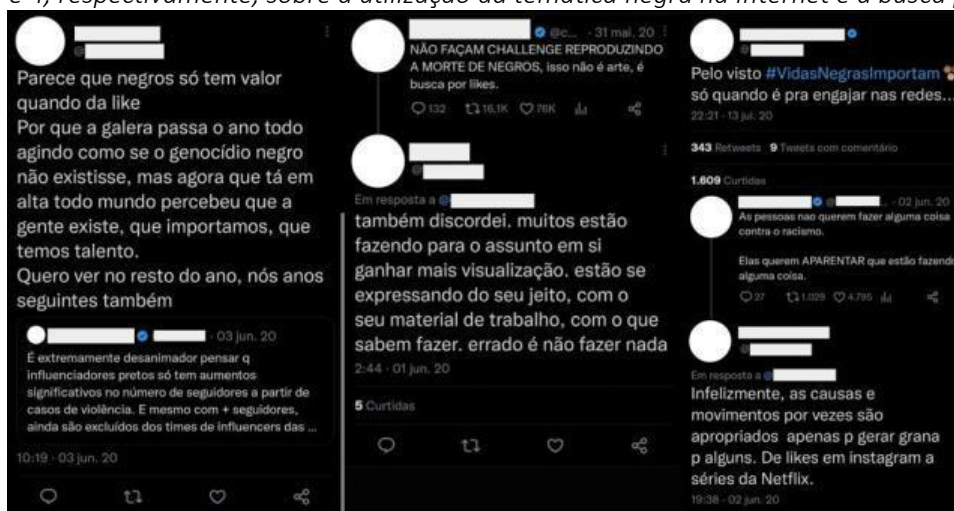 e 4, respectivamente, sobre a utilização da temática negra na internet e a busca p
Parece que negros só tem valor
quando da like
Por que a galera passa o ano todo
agindo como se o genocídio negro
não existisse, mas agora que tá em
alta todo mundo percebeu que a
gente existe, que importamos, que
temos talento.
Quero ver no resto do ano, nós anos
seguintes também
· 03 jun. 20
É extremamente desanimador pensar q
influenciadores pretos só tem aumentos
significativos no número de seguidores a partir de
casos de violência. E mesmo com + seguidores,
ainda são excluídos dos times de influencers das ...
10:19 · 03 jun. 20
@c... · 31 mai. 20
NÃO FAÇAM CHALLENGE REPRODUZINDO
A MORTE DE NEGROS, isso não é arte, é
busca por likes.
132 16.1K 76K
@
Em resposta a @
também discordei. muitos estão
fazendo para o assunto em si
ganhar mais visualização. estão se
expressando do seu jeito, com o
seu material de trabalho, com o que
sabem fazer. errado é não fazer nada
2:44 · 01 jun. 20
5 Curtidas
@
Pelo visto #VidasNegrasImportam
só quando é pra engajar nas redes...
22:21 · 13 jul. 20
343 Retweets 9 Tweets com comentário
1.609 Curtidas
@ ... · 02 jun. 20
As pessoas nao querem fazer alguma coisa
contra o racismo.
Elas querem APARENTAR que estão fazendo
alguma coisa.
27 1.029 4.795
@
Em resposta a @
Infelizmente, as causas e
movimentos por vezes são
apropriados apenas p gerar grana
p alguns. De likes em instagram a
séries da Netflix.
19:38 · 02 jun. 20